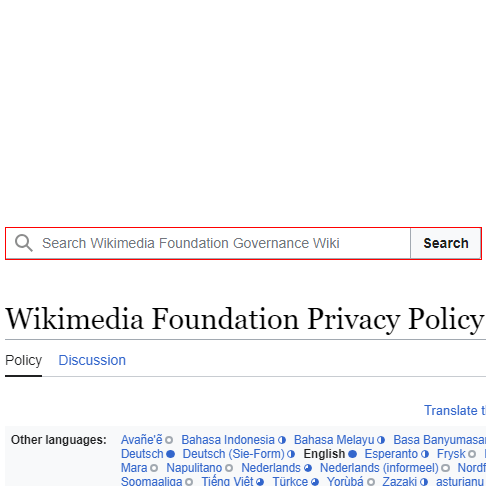 Search Wikimedia Foundation Governance Wiki Search
Wikimedia Foundation Privacy Policy
Policy Discussion
Translate t
Other languages: Avañe'ẽ Bahasa Indonesia Bahasa Melayu Basa Banyumasan
Deutsch Deutsch (Sie-Form) English Esperanto Frysk
Mara Napulitano Nederlands Nederlands (informeel) Nordf
Soomaaliga Tiếng Việt Türkçe Yorùbá Zazaki asturianu